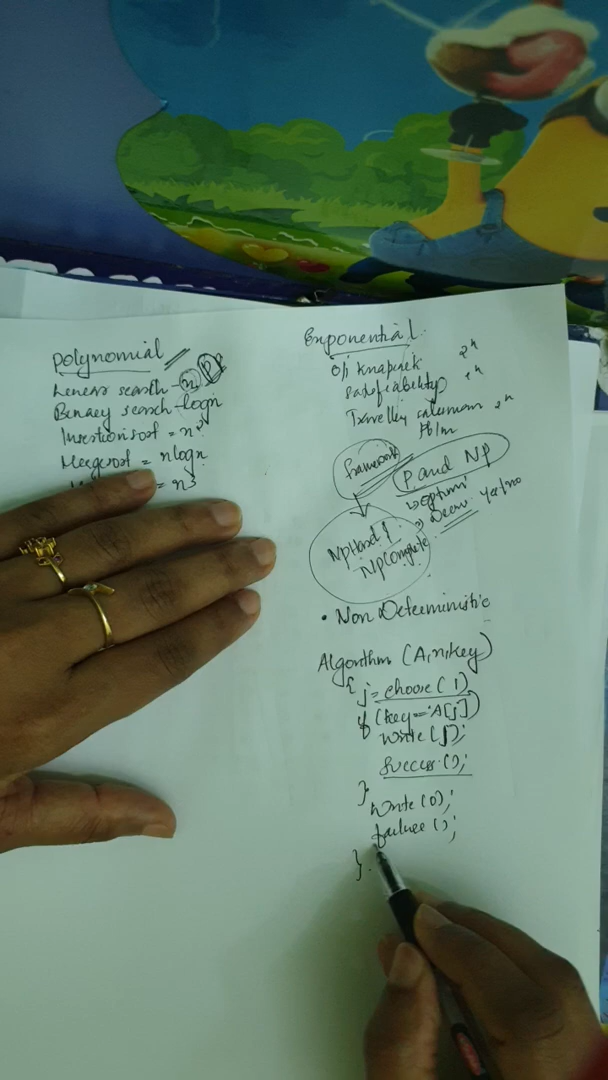 Polynomial
Linear search - n
Binary search - logn
Insertion sort = n²
Merge sort = nlogn
= n³
Exponential
0/1 knapsack 2ⁿ
satisfiability 2ⁿ
Travelling salesman 2ⁿ
Pblm
Framework
P and NP
Yes/no
NpHard &
NpComplete
• Non Deterministic
Algorithm (A,n,key)
{ j = choose( 1)
if (key = A[j])
write(j);
success();
}
write(0);
failure();
}